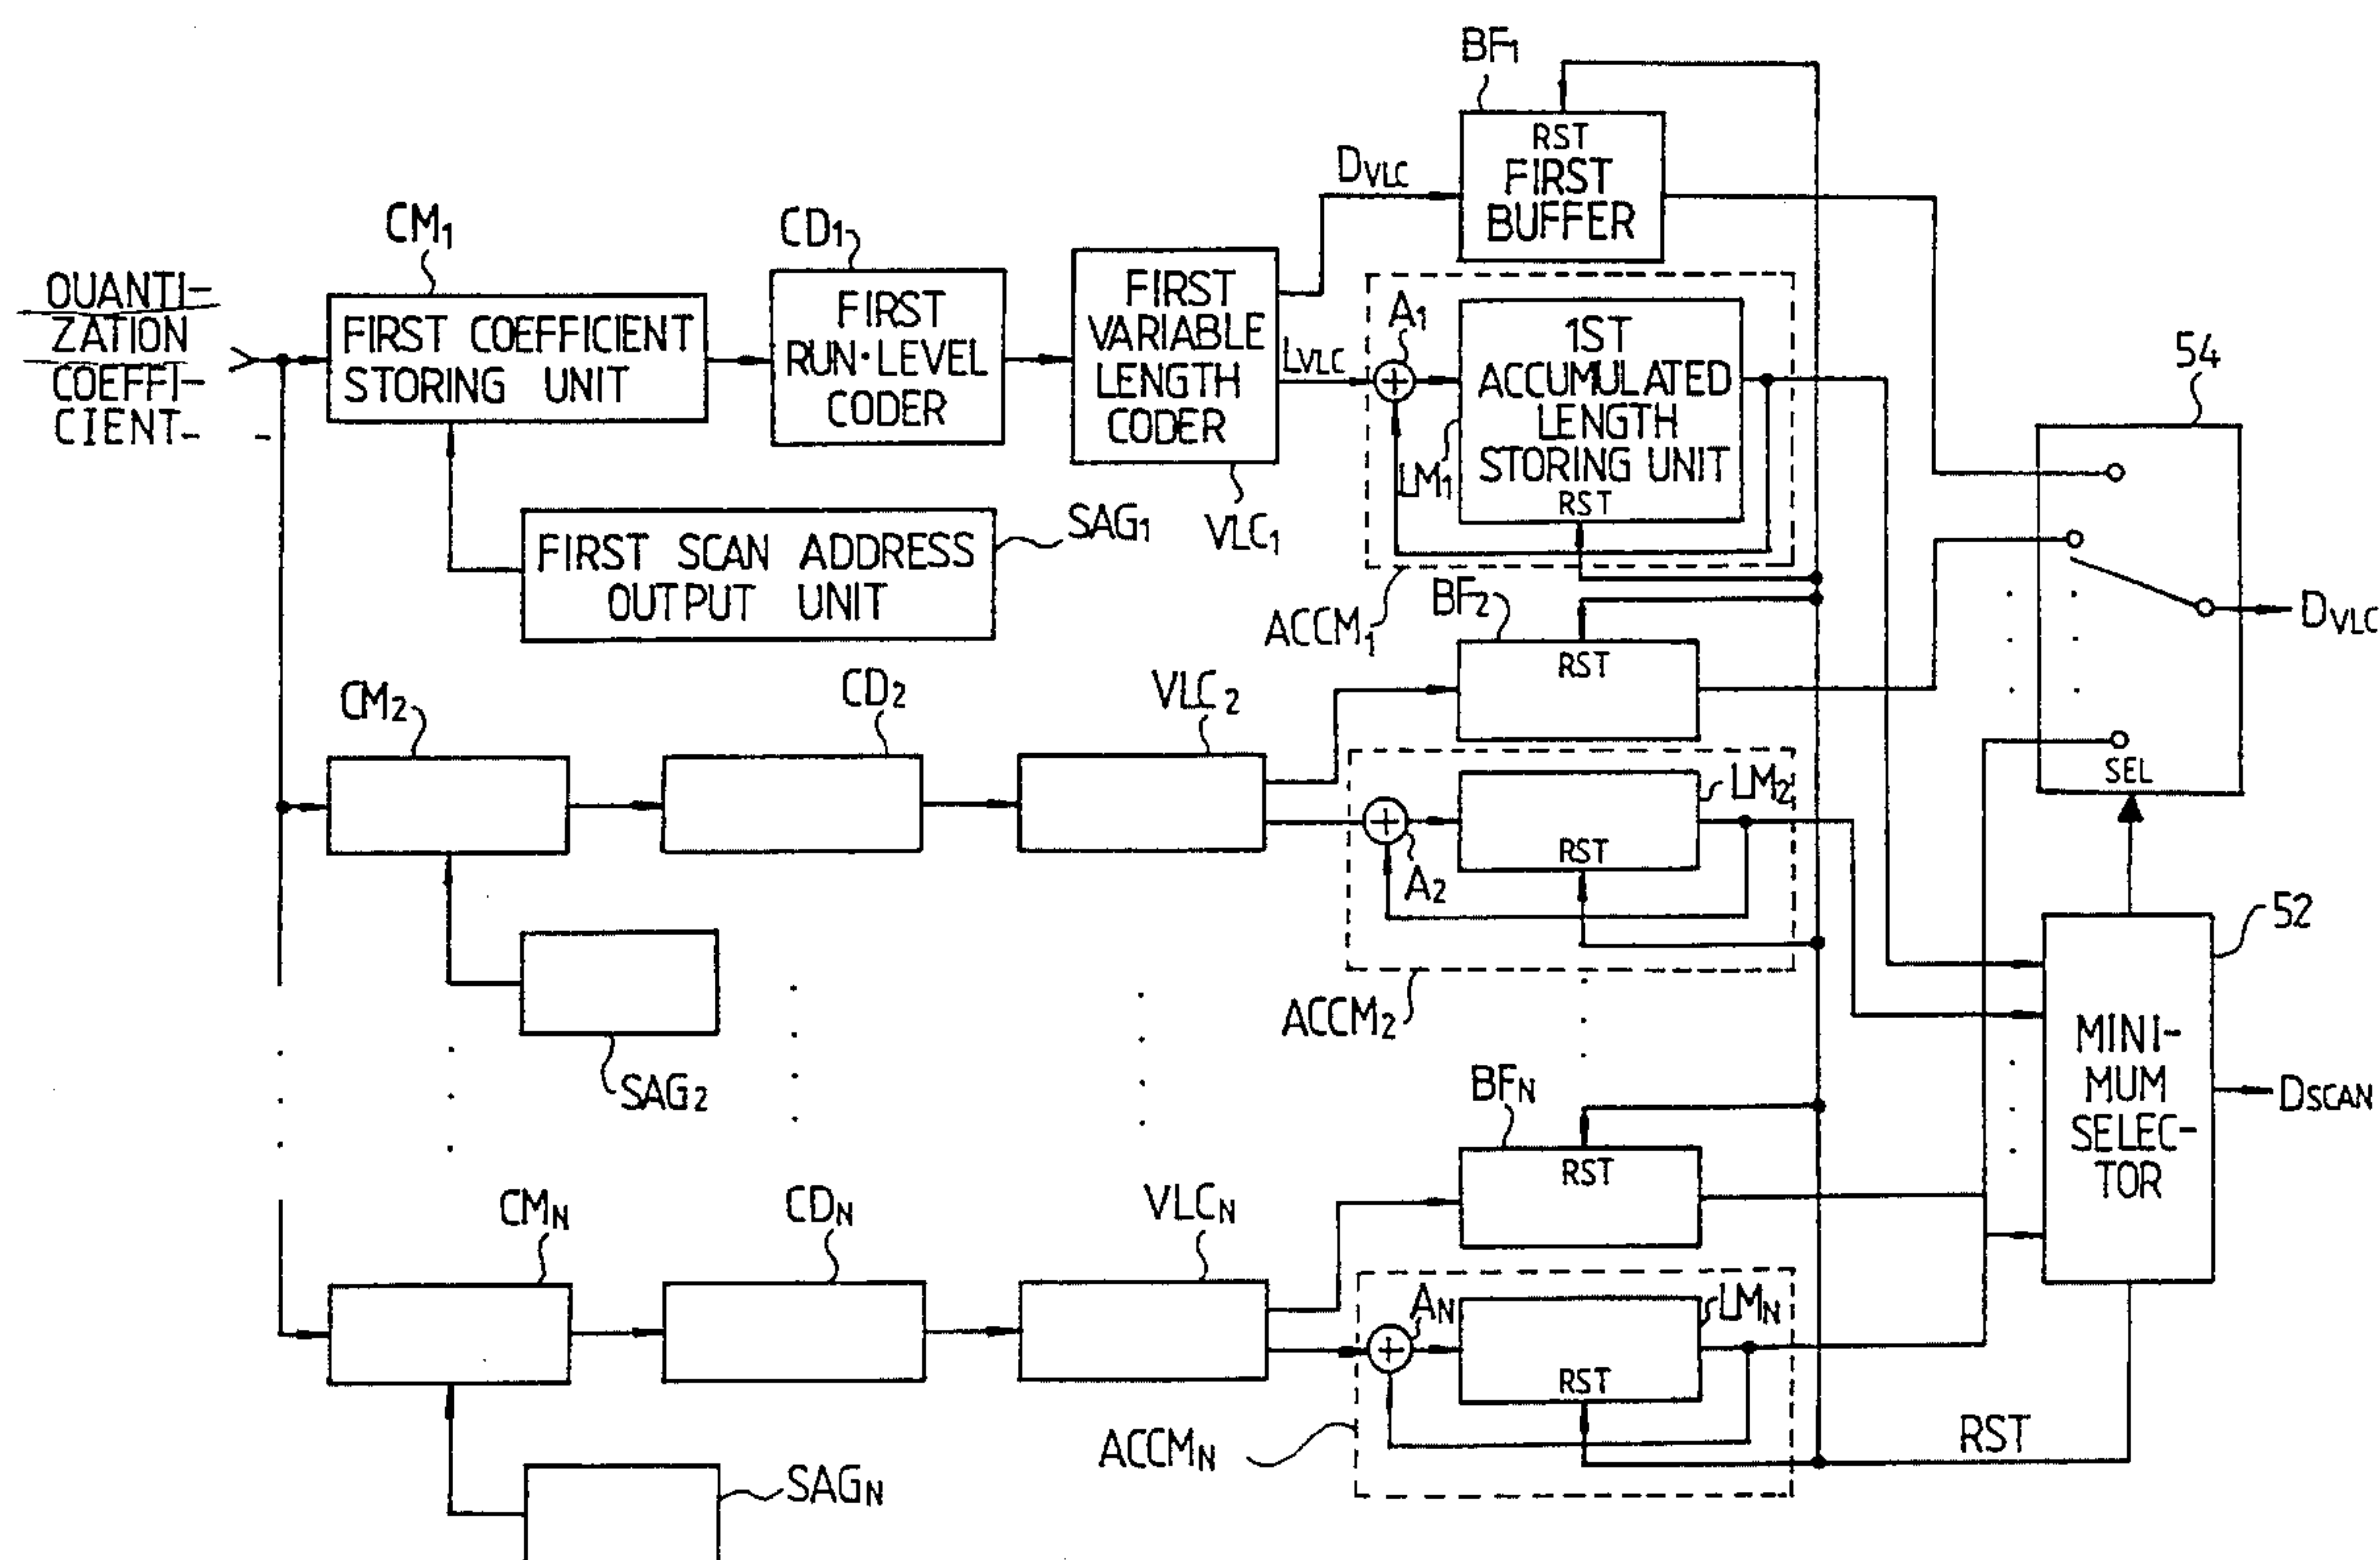 BF1
RST
FIRST
BUFFER
DVLC
CM1
CD1
OUANTI-
ZATION
COEFFI-
CIENT-
FIRST COEFFICIENT
STORING UNIT
FIRST
RUN·LEVEL
CODER
FIRST
VARIABLE
LENGTH
CODER
LVLC
A1
1ST
ACCUMULATED
LENGTH
STORING UNIT
RST
LM1
54
SAG1
VLC1
FIRST SCAN ADDRESS
OUTPUT UNIT
ACCM1
BF2
RST
DVLC
SEL
CM2
CD2
VLC2
LM2
RST
A2
52
SAG2
ACCM2
MINI-
MUM
SELEC-
TOR
DSCAN
BFN
RST
CMN
CDN
VLCN
AN
LMN
RST
ACCMN
RST
SAGN